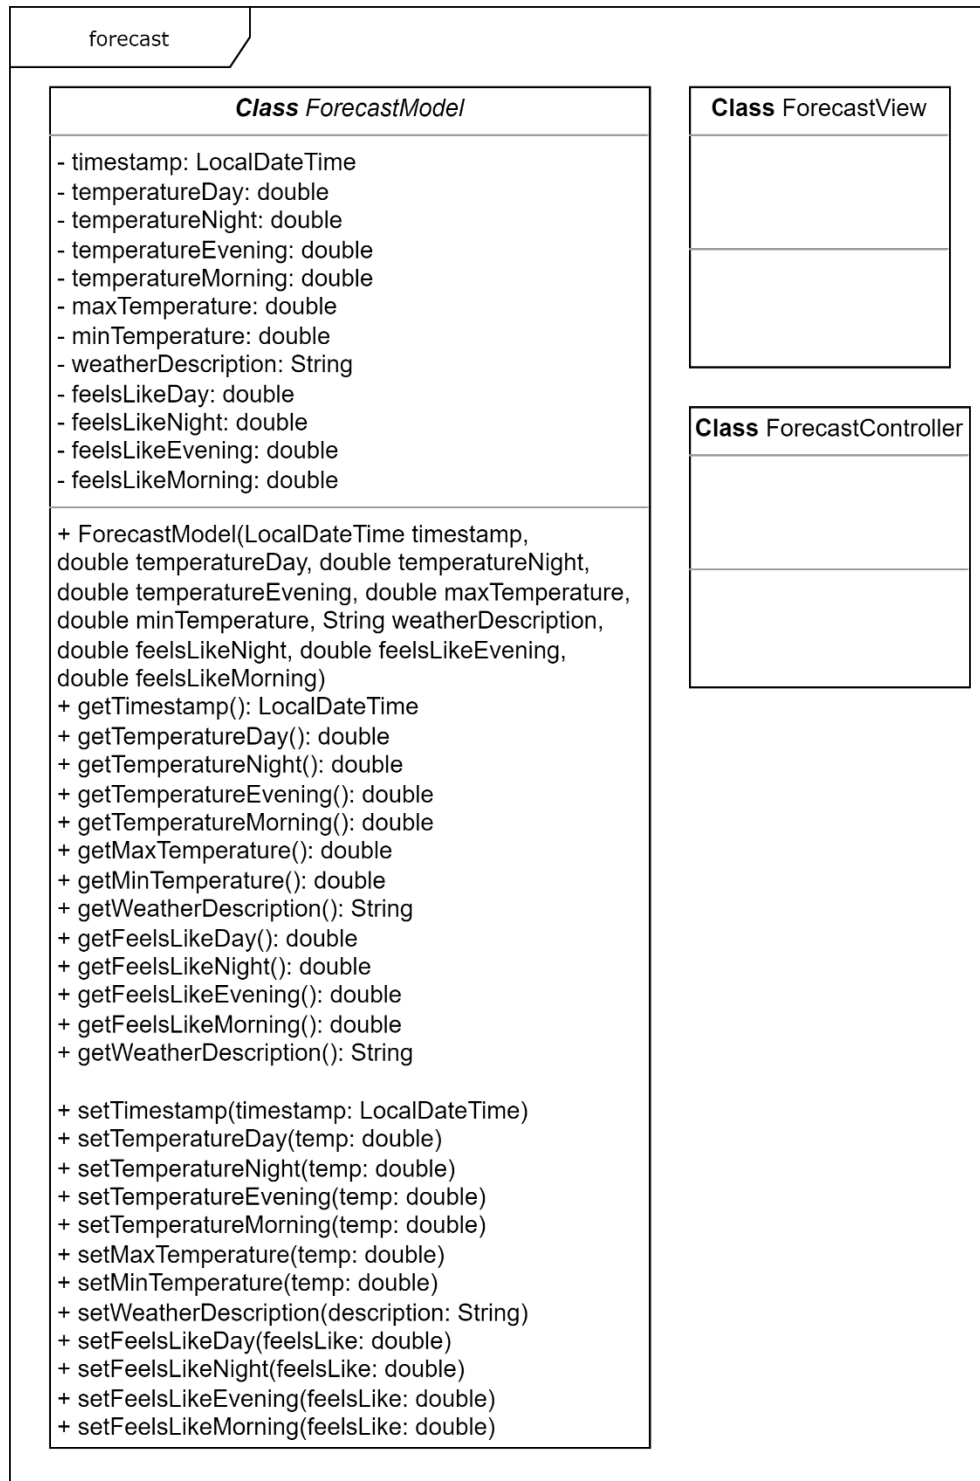 forecast
Class ForecastModel
- timestamp: LocalDateTime
- temperatureDay: double
- temperatureNight: double
- temperatureEvening: double
- temperatureMorning: double
- maxTemperature: double
- minTemperature: double
- weatherDescription: String
- feelsLikeDay: double
- feelsLikeNight: double
- feelsLikeEvening: double
- feelsLikeMorning: double
+ ForecastModel(LocalDateTime timestamp,
double temperatureDay, double temperatureNight,
double temperatureEvening, double maxTemperature,
double minTemperature, String weatherDescription,
double feelsLikeNight, double feelsLikeEvening,
double feelsLikeMorning)
+ getTimestamp(): LocalDateTime
+ getTemperatureDay(): double
+ getTemperatureNight(): double
+ getTemperatureEvening(): double
+ getTemperatureMorning(): double
+ getMaxTemperature(): double
+ getMinTemperature(): double
+ getWeatherDescription(): String
+ getFeelsLikeDay(): double
+ getFeelsLikeNight(): double
+ getFeelsLikeEvening(): double
+ getFeelsLikeMorning(): double
+ getWeatherDescription(): String
+ setTimestamp(timestamp: LocalDateTime)
+ setTemperatureDay(temp: double)
+ setTemperatureNight(temp: double)
+ setTemperatureEvening(temp: double)
+ setTemperatureMorning(temp: double)
+ setMaxTemperature(temp: double)
+ setMinTemperature(temp: double)
+ setWeatherDescription(description: String)
+ setFeelsLikeDay(feelsLike: double)
+ setFeelsLikeNight(feelsLike: double)
+ setFeelsLikeEvening(feelsLike: double)
+ setFeelsLikeMorning(feelsLike: double)
Class ForecastView
Class ForecastController